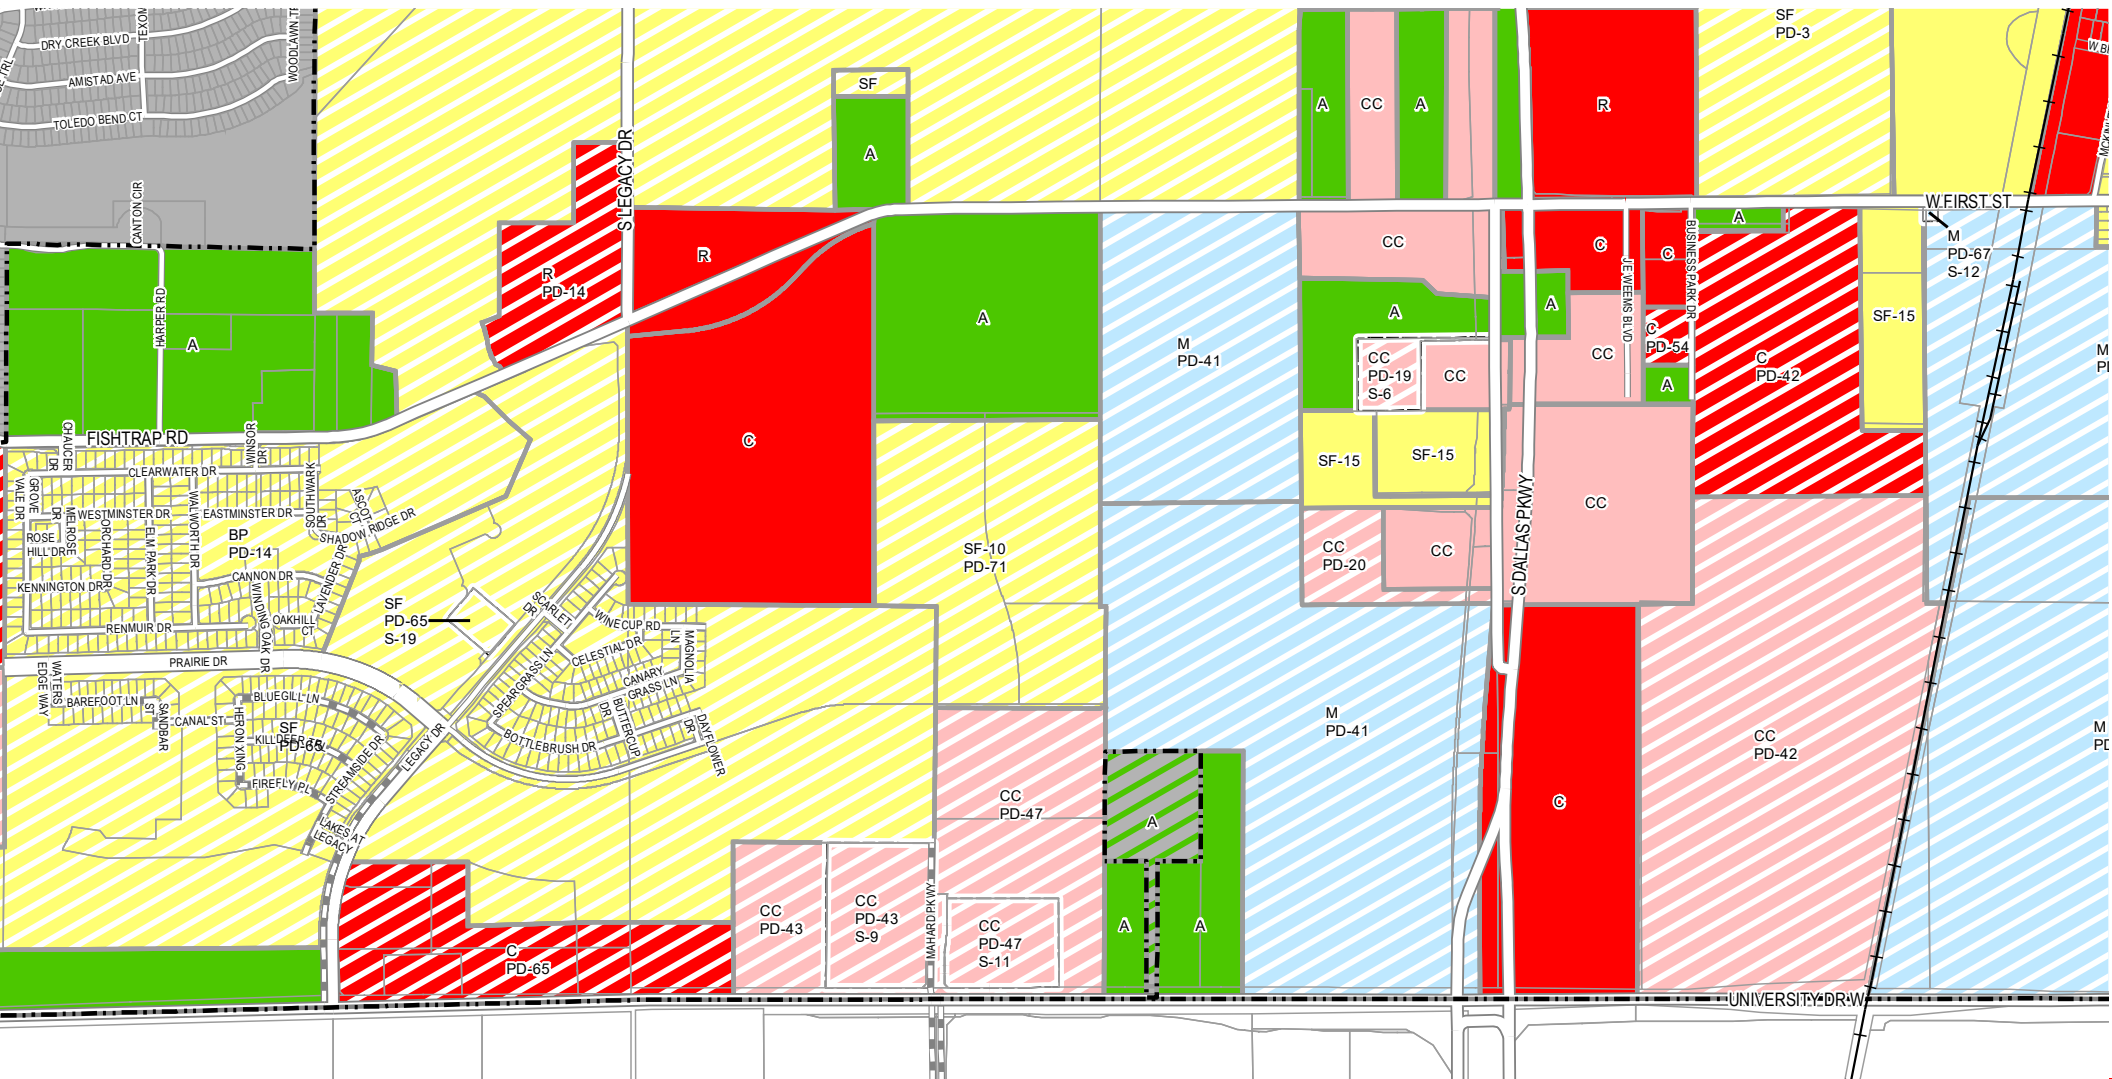 DRY CREEK BLVD
AMISTAD AVE
TOLEDO BEND CT
CANTON CIR
S LEGACY DR
SF
A
A
CC
A
R
SF
PD-3
W FIRST ST
R
PD-14
R
A
HARPER RD
A
M
PD-41
CC
A
CC
PD-19
S-6
CC
SF-15
SF-15
CC
PD-20
CC
C
C
A
A
CC
J E WEEMS BLVD
BUSINESS PARK DR
C
PD-54
A
C
PD-42
SF-15
M
PD-67
S-12
M
CC
S DALLAS PKWY
C
FISHTRAP RD
CHAUCER
DR
WINSOR
DR
CLEARWATER DR
GROVE
VALE DR
WESTMINSTER DR
EASTMINSTER DR
SOUTHWARK
DR
ASCOT
CT
SHADOW RIDGE DR
MELROSE
DR
ORCHARD DR
ELM PARK DR
WALWORTH DR
ROSE
HILL DR
BP
PD-14
KENNINGTON DR
CANNON DR
WINDING OAK DR
LAVENDER DR
OAKHILL
CT
RENMUIR DR
PRAIRIE DR
SF
PD-65
S-19
SF-10
PD-71
SCARLET
DR
WINECUP RD
CELESTIAL DR
MAGNOLIA
LN
CANARY
GRASS LN
SPEARGRASS LN
BUTTERCUP
DR
BOTTLEBRUSH DR
DAYFLOWER
DR
WATERS
EDGE WAY
BAREFOOT LN
SANDBAR
ST
CANAL ST
BLUEGILL LN
HERON XING
SF
PD-65
FIREFLY PL
STREAMSIDE DR
LEGACY DR
LAKES AT
LEGACY
C
PD-65
CC
PD-43
CC
PD-43
S-9
MAHARD PKWY
CC
PD-47
CC
PD-47
S-11
A
A
A
M
PD-41
C
CC
PD-42
M
UNIVERSITY DR W